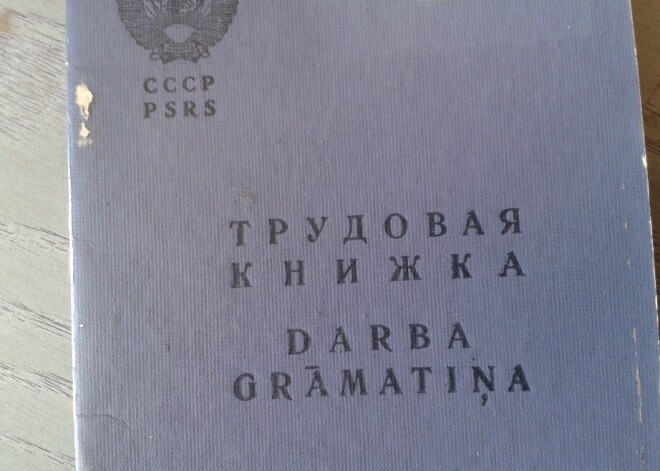 СССР
PSRS
ТРУДОВАЯ
КНИЖКА
DARBA
GRĀMATIŅA